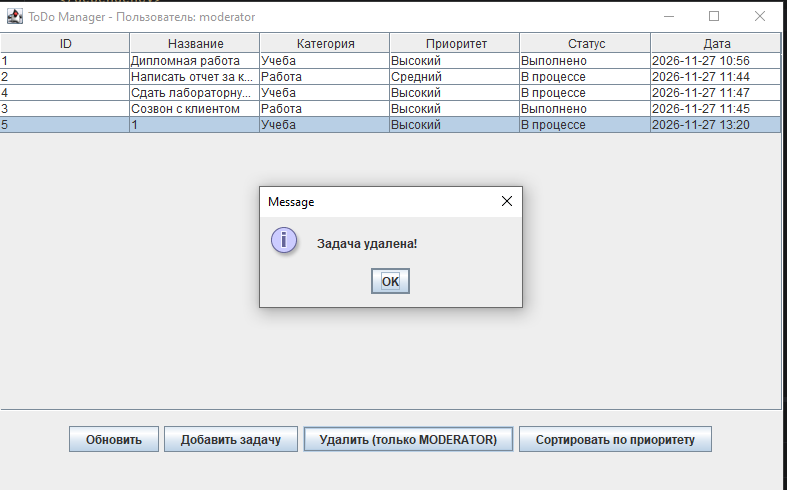 ToDo Manager - Пользователь: moderator
ID Название Категория Приоритет Статус Дата
1 Дипломная работа Учеба Высокий Выполнено 2026-11-27 10:56
2 Написать отчет за к... Работа Средний В процессе 2026-11-27 11:44
4 Сдать лабораторну... Учеба Высокий В процессе 2026-11-27 11:47
3 Созвон с клиентом Работа Высокий Выполнено 2026-11-27 11:45
5 1 Учеба Высокий В процессе 2026-11-27 13:20
Message
Задача удалена!
OK
Обновить Добавить задачу Удалить (только MODERATOR) Сортировать по приоритету